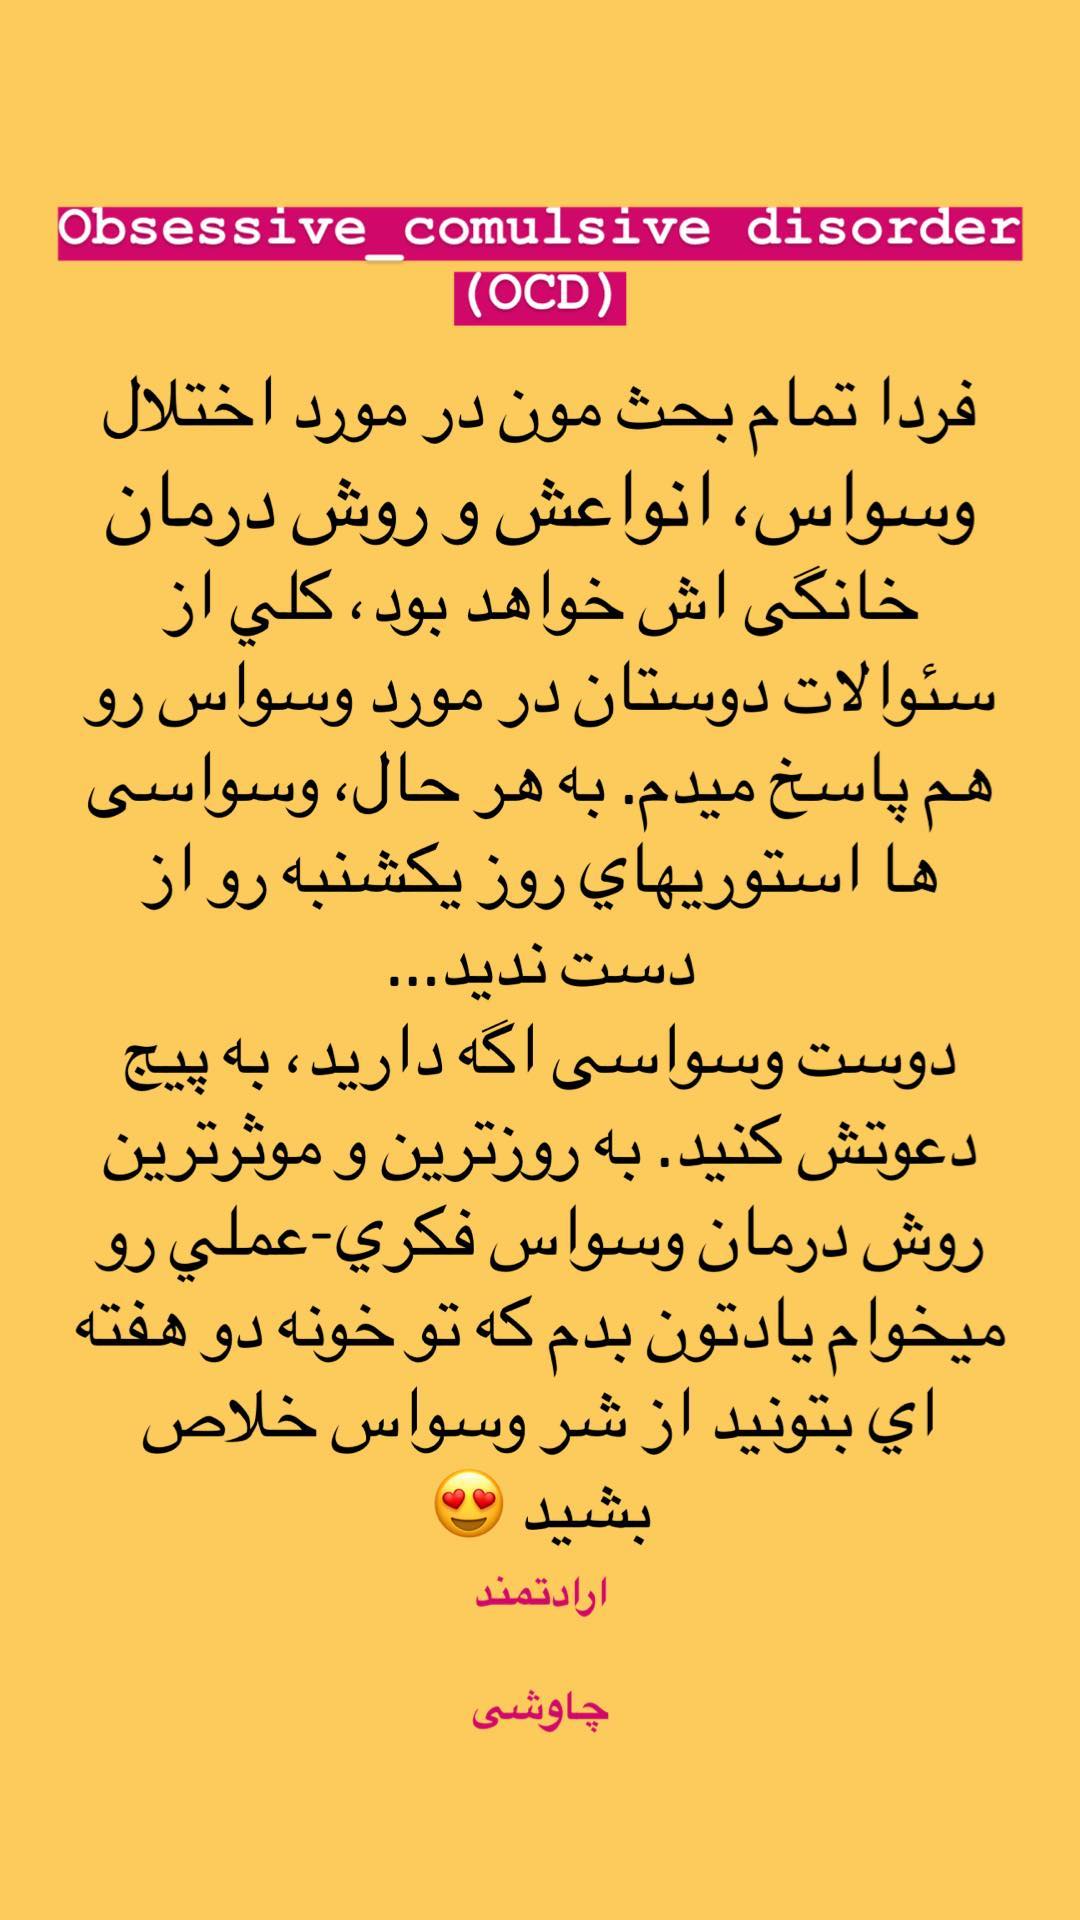 Obsessive_comulsive disorder
(OCD)
فردا تمام بحث مون در مورد اختلال
وسواس، انواعش و روش درمان
خانگی اش خواهد بود، کلي از
سئوالات دوستان در مورد وسواس رو
هم پاسخ میدم. به هر حال، وسواسی
ها استوریهاي روز یکشنبه رو از
دست ندید...
دوست وسواسی اگه دارید، به پیج
دعوتش کنید. به روزترین و موثرترین
روش درمان وسواس فکري-عملي رو
میخوام یادتون بدم که تو خونه دو هفته
اي بتونید از شر وسواس خلاص
بشید 😍
ارادتمند
چاوشی